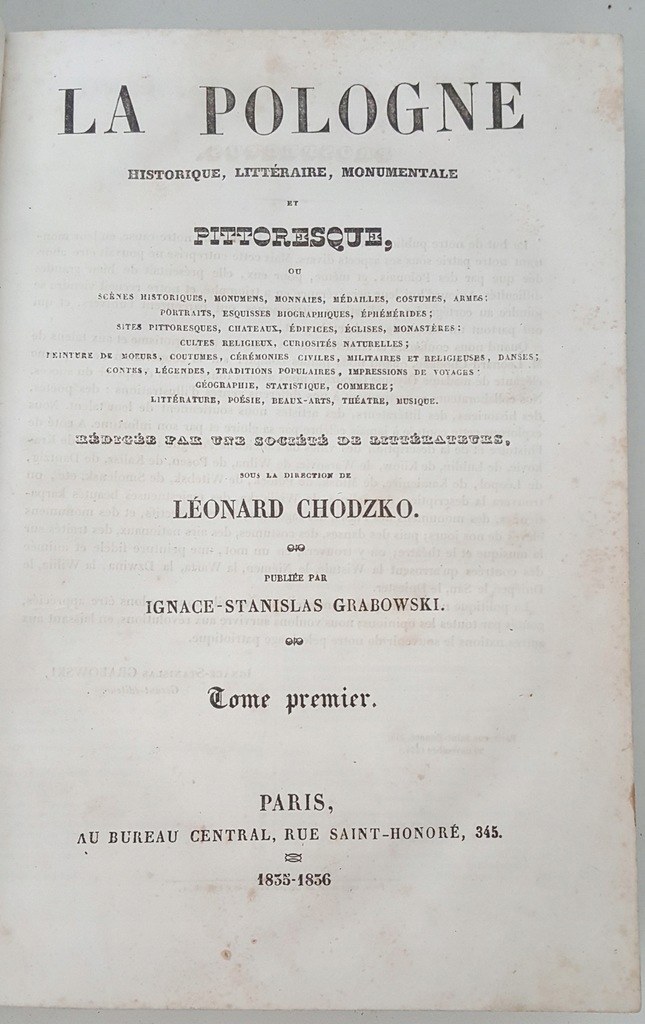 LA POLOGNE
HISTORIQUE, LITTÉRAIRE, MONUMENTALE
ET
PITTORESQUE,
OU
SCÈNES HISTORIQUES, MONUMENS, MONNAIES, MÉDAILLES, COSTUMES, ARMES;
PORTRAITS, ESQUISSES BIOGRAPHIQUES, ÉPHÉMÉRIDES;
SITES PITTORESQUES, CHATEAUX, ÉDIFICES, ÉGLISES, MONASTÈRES;
CULTES RELIGIEUX, CURIOSITÉS NATURELLES;
PEINTURE DE MOEURS, COUTUMES, CÉRÉMONIES CIVILES, MILITAIRES ET RELIGIEUSES, DANSES;
CONTES, LÉGENDES, TRADITIONS POPULAIRES, IMPRESSIONS DE VOYAGES;
GÉOGRAPHIE, STATISTIQUE, COMMERCE;
LITTÉRATURE, POÉSIE, BEAUX-ARTS, THÉATRE, MUSIQUE.
RÉDIGÉE PAR UNE SOCIÉTÉ DE LITTÉRATEURS,
SOUS LA DIRECTION DE
LÉONARD CHODZKO.
PUBLIÉE PAR
IGNACE-STANISLAS GRABOWSKI.
Tome premier.
PARIS,
AU BUREAU CENTRAL, RUE SAINT-HONORÉ, 345.
1835-1836